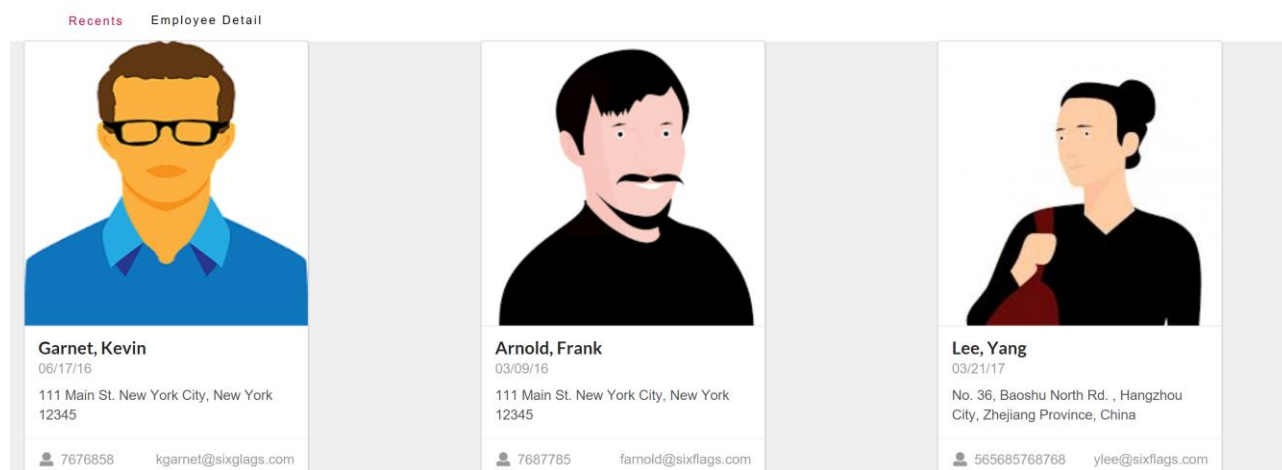 Recents Employee Detail
Garnet, Kevin
06/17/16
111 Main St. New York City, New York
12345
7676858 kgarnet@sixglags.com
Arnold, Frank
03/09/16
111 Main St. New York City, New York
12345
7687785 farnold@sixflags.com
Lee, Yang
03/21/17
No. 36, Baoshu North Rd. , Hangzhou
City, Zhejiang Province, China
565685768768 ylee@sixflags.com